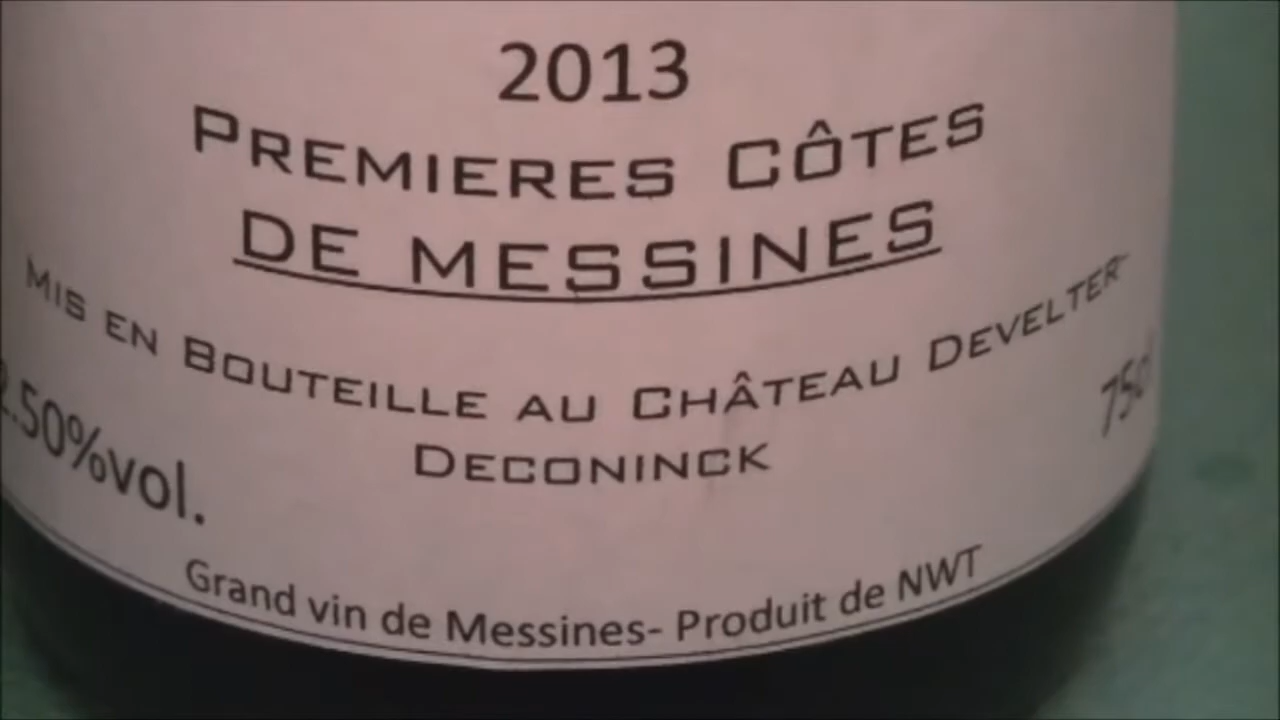 2013
PREMIERES CÔTES
DE MESSINES
MIS EN BOUTEILLE AU CHÂTEAU DEVELTER-
DECONINCK
.50%vol.
75cl
Grand vin de Messines- Produit de NWT